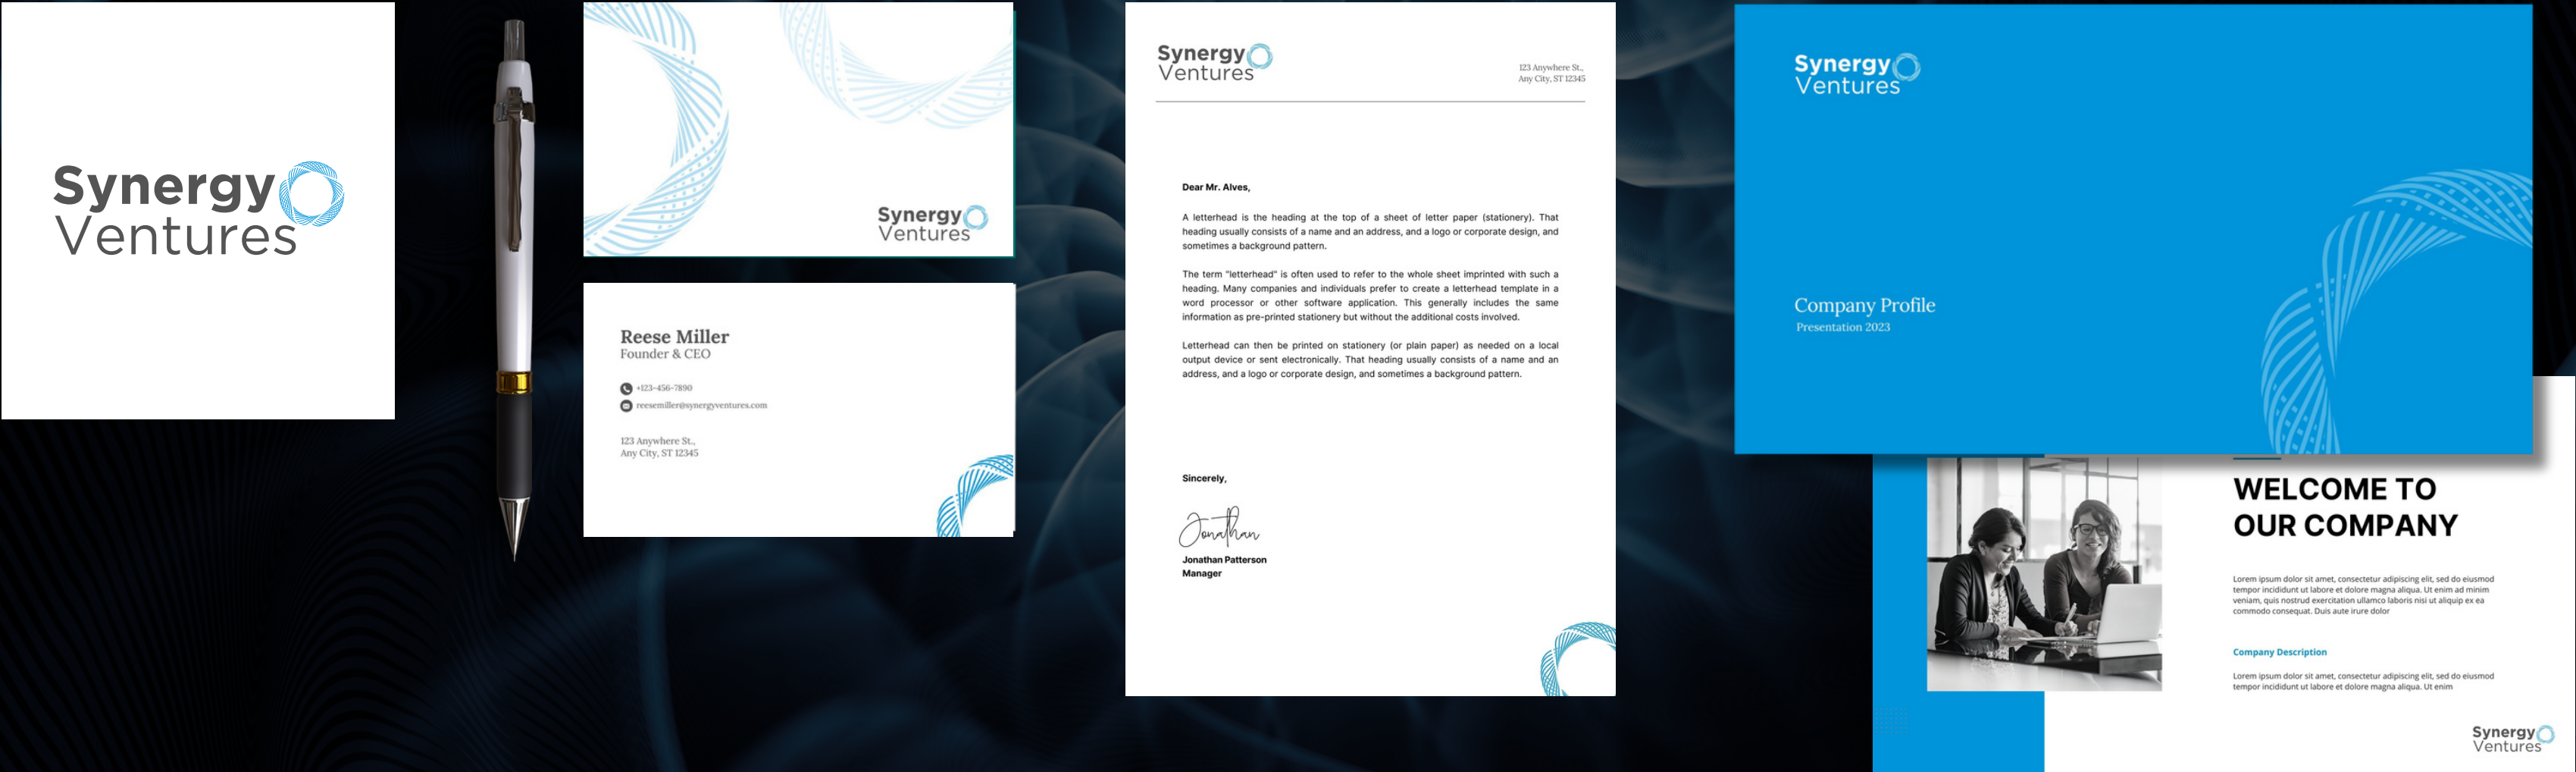 Synergy
Ventures
Synergy
Ventures
Reese Miller
Founder & CEO
+123-456-7890
reesemiller@synergyventures.com
123 Anywhere St.,
Any City, ST 12345
Synergy
Ventures
123 Anywhere St.,
Any City, ST 12345
Dear Mr. Alves,
A letterhead is the heading at the top of a sheet of letter paper (stationery). That
heading usually consists of a name and an address, and a logo or corporate design, and
sometimes a background pattern.
The term "letterhead" is often used to refer to the whole sheet imprinted with such a
heading. Many companies and individuals prefer to create a letterhead template in a
word processor or other software application. This generally includes the same
information as pre-printed stationery but without the additional costs involved.
Letterhead can then be printed on stationery (or plain paper) as needed on a local
output device or sent electronically. That heading usually consists of a name and an
address, and a logo or corporate design, and sometimes a background pattern.
Sincerely,
Jonathan
Jonathan Patterson
Manager
Synergy
Ventures
Company Profile
Presentation 2023
WELCOME TO
OUR COMPANY
Lorem ipsum dolor sit amet, consectetur adipiscing elit, sed do eiusmod
tempor incididunt ut labore et dolore magna aliqua. Ut enim ad minim
veniam, quis nostrud exercitation ullamco laboris nisi ut aliquip ex ea
commodo consequat. Duis aute irure dolor
Company Description
Lorem ipsum dolor sit amet, consectetur adipiscing elit, sed do eiusmod
tempor incididunt ut labore et dolore magna aliqua. Ut enim
Synergy
Ventures